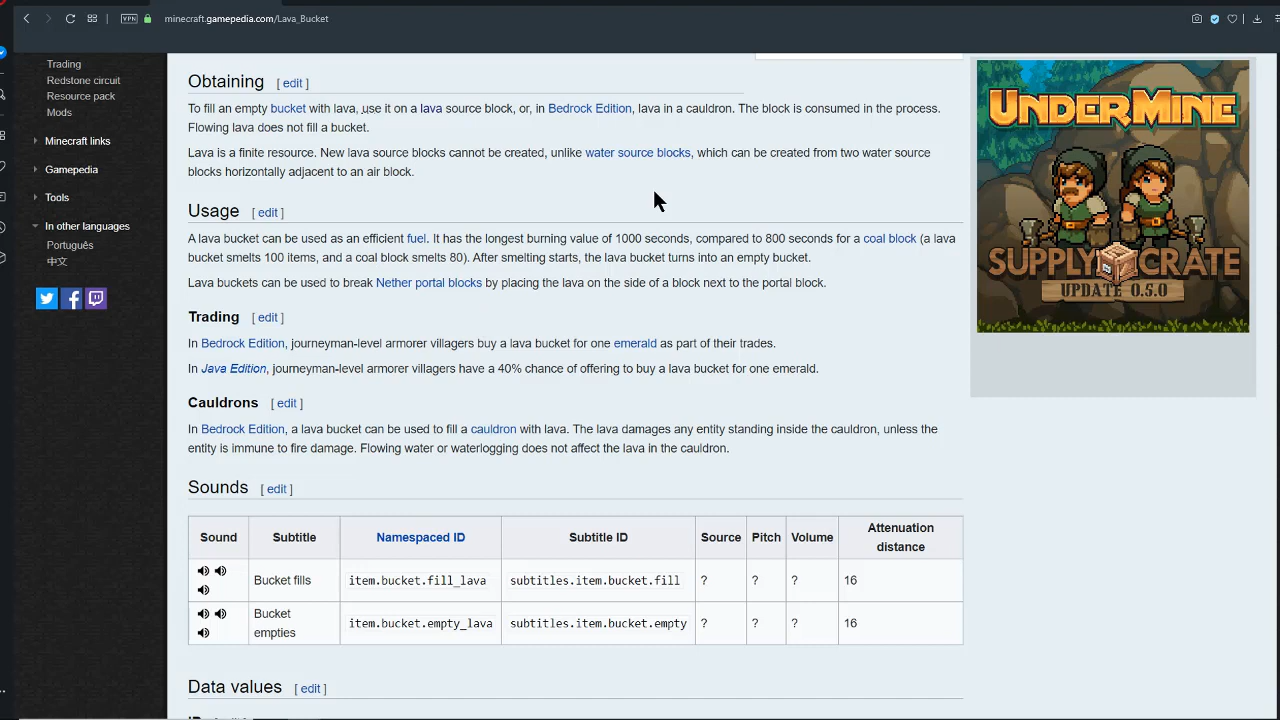 VPN minecraft.gamepedia.com/Lava_Bucket
Trading
Redstone circuit
Resource pack
Mods
Minecraft links
Gamepedia
Tools
In other languages
Português
中文
Obtaining [ edit ]
To fill an empty bucket with lava, use it on a lava source block, or, in Bedrock Edition, lava in a cauldron. The block is consumed in the process.
Flowing lava does not fill a bucket.
Lava is a finite resource. New lava source blocks cannot be created, unlike water source blocks, which can be created from two water source
blocks horizontally adjacent to an air block.
Usage [ edit ]
A lava bucket can be used as an efficient fuel. It has the longest burning value of 1000 seconds, compared to 800 seconds for a coal block (a lava
bucket smelts 100 items, and a coal block smelts 80). After smelting starts, the lava bucket turns into an empty bucket.
Lava buckets can be used to break Nether portal blocks by placing the lava on the side of a block next to the portal block.
Trading [ edit ]
In Bedrock Edition, journeyman-level armorer villagers buy a lava bucket for one emerald as part of their trades.
In Java Edition, journeyman-level armorer villagers have a 40% chance of offering to buy a lava bucket for one emerald.
Cauldrons [ edit ]
In Bedrock Edition, a lava bucket can be used to fill a cauldron with lava. The lava damages any entity standing inside the cauldron, unless the
entity is immune to fire damage. Flowing water or waterlogging does not affect the lava in the cauldron.
Sounds [ edit ]
Sound Subtitle Namespaced ID Subtitle ID Source Pitch Volume Attenuation distance
Bucket fills item.bucket.fill_lava subtitles.item.bucket.fill ? ? ? 16
Bucket empties item.bucket.empty_lava subtitles.item.bucket.empty ? ? ? 16
Data values [ edit ]
UNDERMINE
SUPPLY CRATE
UPDATE 0.5.0